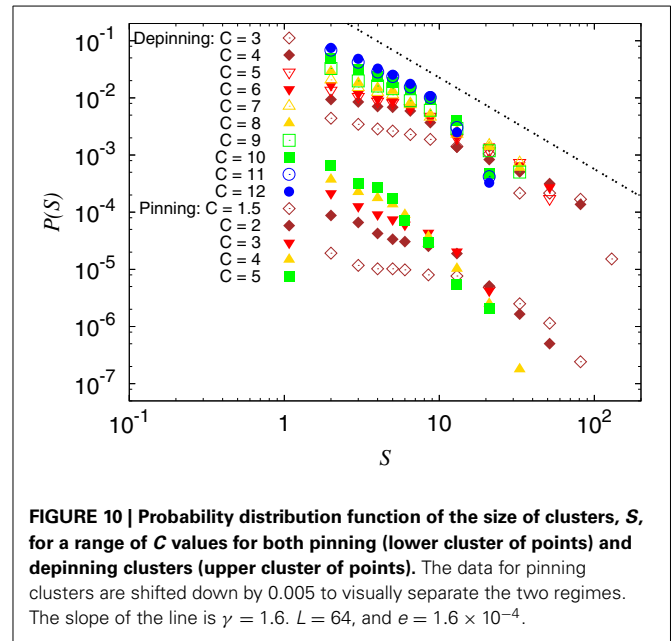 10^-1
10^-2
10^-3
10^-4
10^-5
10^-6
10^-7
P(S)
Depinning: C = 3
C = 4
C = 5
C = 6
C = 7
C = 8
C = 9
C = 10
C = 11
C = 12
Pinning: C = 1.5
C = 2
C = 3
C = 4
C = 5
10^-1 1 10 10^2
S
FIGURE 10 | Probability distribution function of the size of clusters, S,
for a range of C values for both pinning (lower cluster of points) and
depinning clusters (upper cluster of points). The data for pinning
clusters are shifted down by 0.005 to visually separate the two regimes.
The slope of the line is γ = 1.6. L = 64, and e = 1.6 × 10^−4.